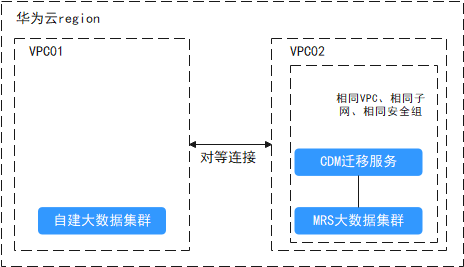 华为云region
VPC01
VPC02
相同VPC、相同子
网、相同安全组
对等连接
CDM迁移服务
自建大数据集群
MRS大数据集群